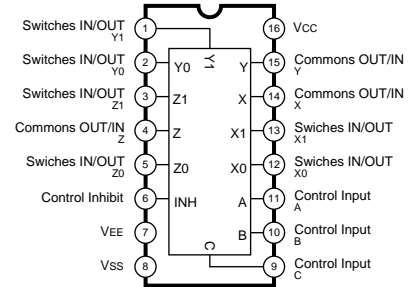 Switches IN/OUT
Y1
1
16
VCC
Switches IN/OUT
Y0
2
Y0
Y1
Y
15
Commons OUT/IN
Y
Switches IN/OUT
Z1
3
Z1
X
14
Commons OUT/IN
X
Commons OUT/IN
Z
4
Z
X1
13
Swiches IN/OUT
X1
Swiches IN/OUT
Z0
5
Z0
X0
12
Swiches IN/OUT
X0
Control Inhibit
6
INH
A
11
Control Input
A
VEE
7
B
10
Control Input
B
VSS
8
C
9
Control Input
C